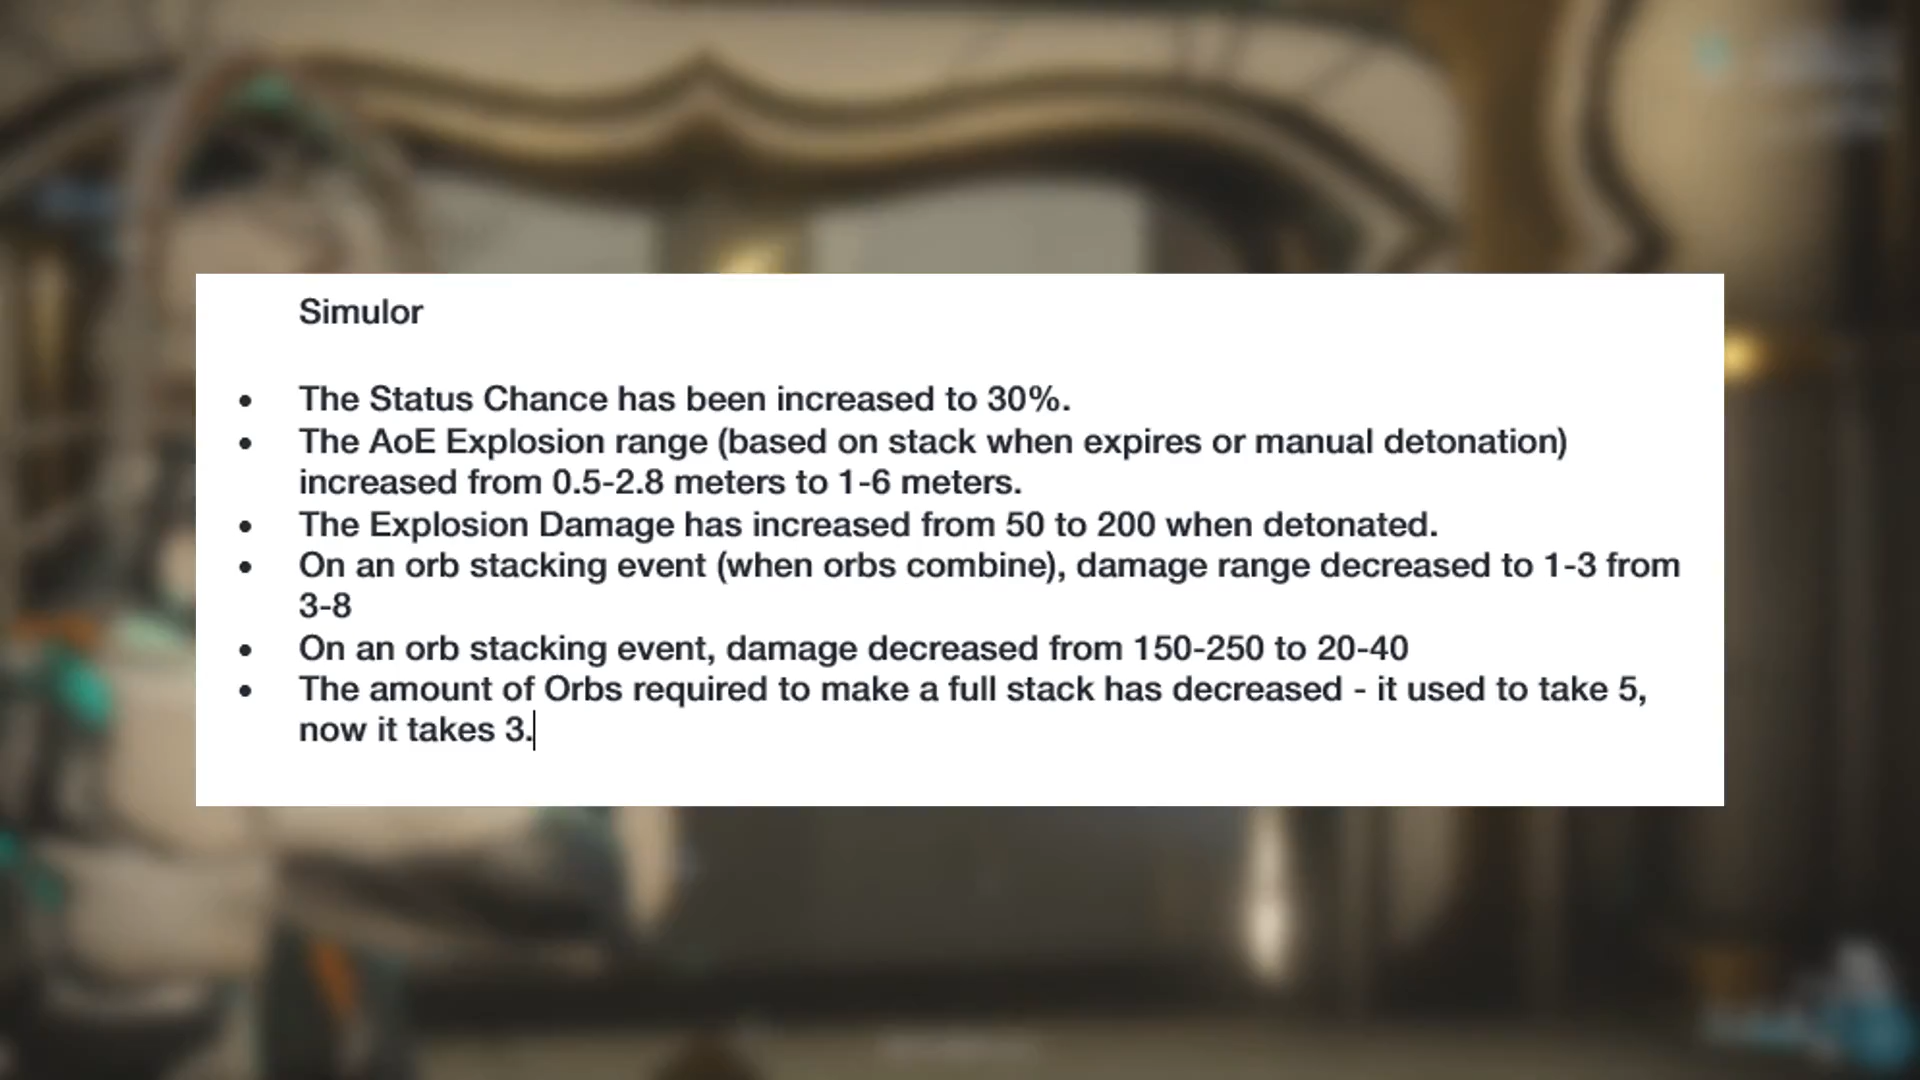 Simulor
• The Status Chance has been increased to 30%.
• The AoE Explosion range (based on stack when expires or manual detonation)
increased from 0.5-2.8 meters to 1-6 meters.
• The Explosion Damage has increased from 50 to 200 when detonated.
• On an orb stacking event (when orbs combine), damage range decreased to 1-3 from
3-8
• On an orb stacking event, damage decreased from 150-250 to 20-40
• The amount of Orbs required to make a full stack has decreased - it used to take 5,
now it takes 3.